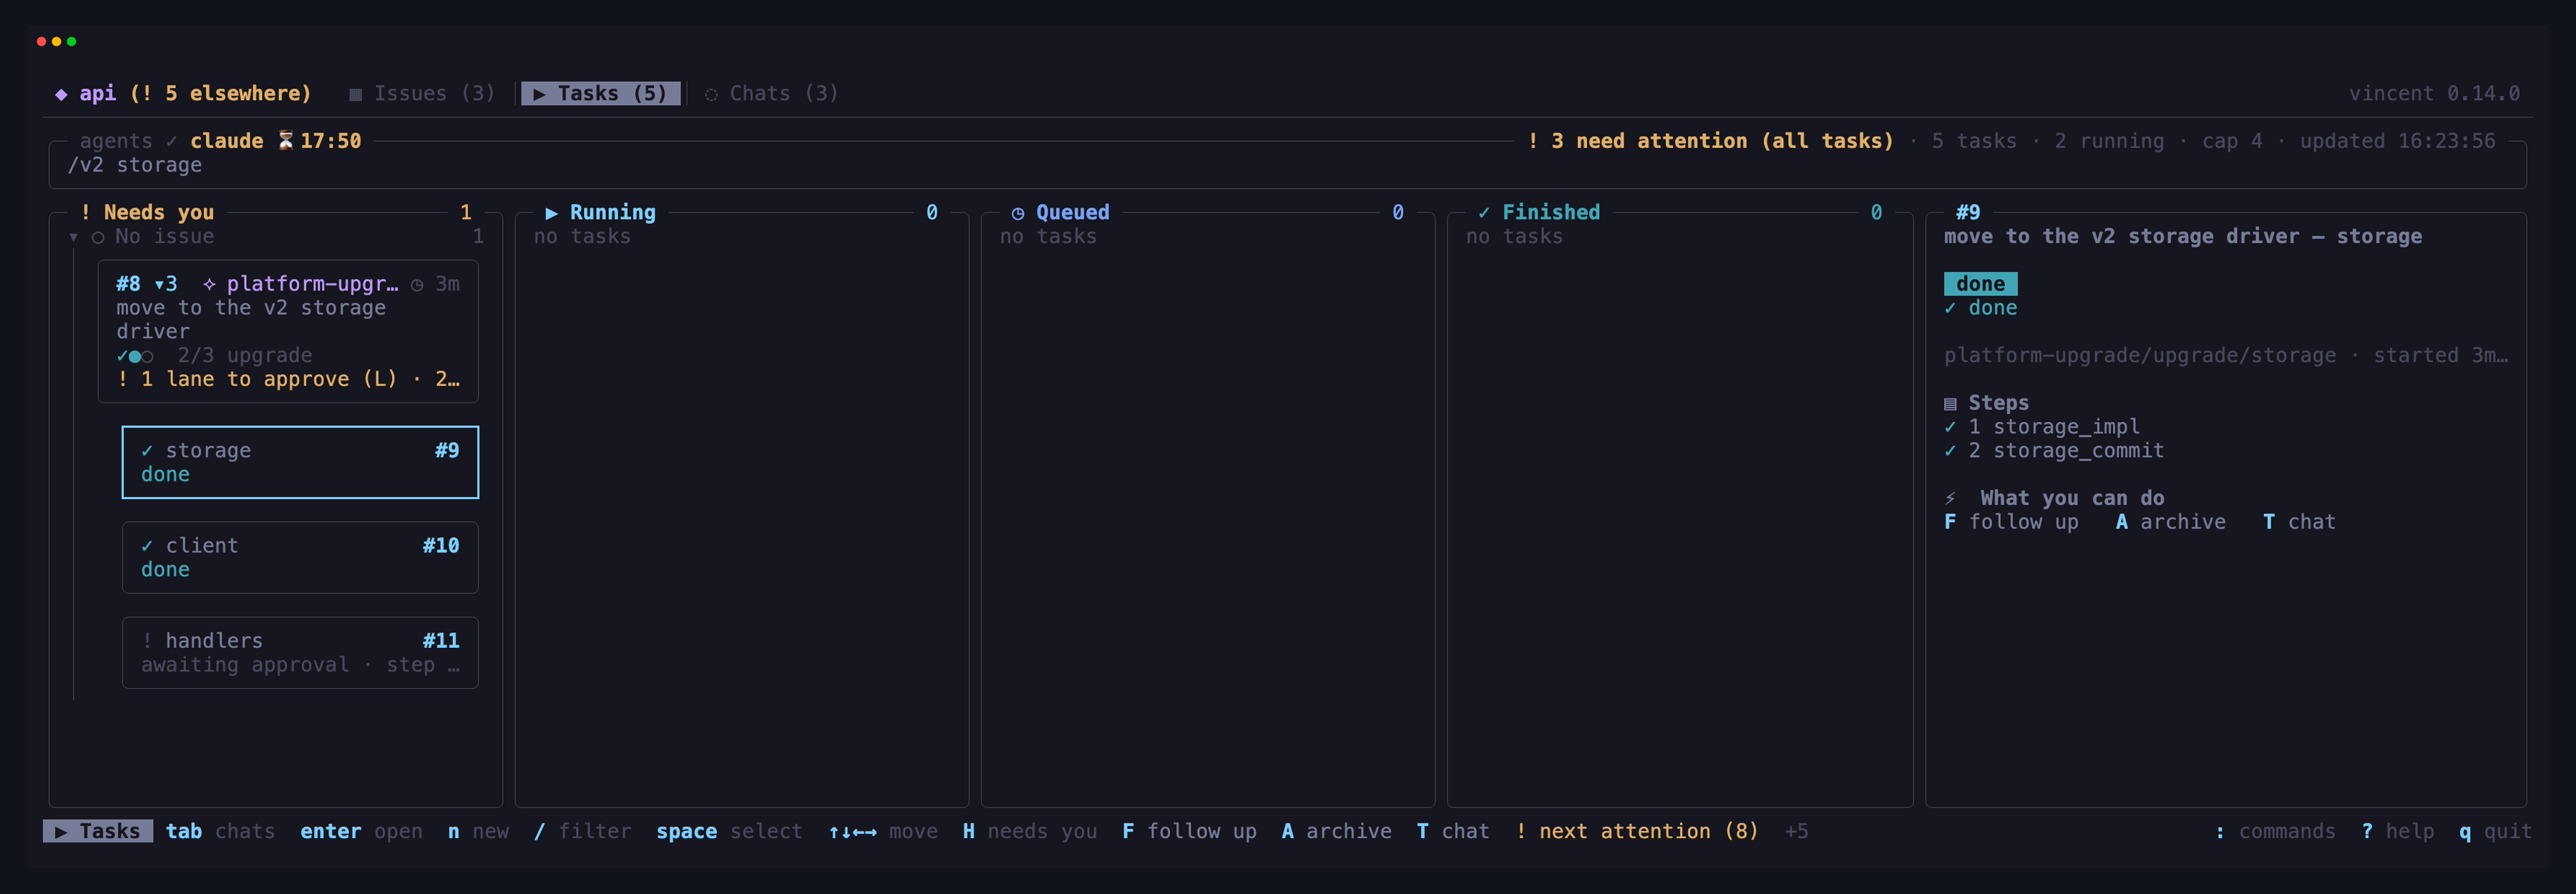 ◆ api (! 5 elsewhere) ▦ Issues (3) ▶ Tasks (5) ◌ Chats (3) vincent 0.14.0
agents ✓ claude ⏳17:50 ! 3 need attention (all tasks) · 5 tasks · 2 running · cap 4 · updated 16:23:56
/v2 storage
! Needs you 1
▾ ○ No issue 1
#8 ▾3 ✧ platform-upgr… ◷ 3m
move to the v2 storage
driver
✓●○ 2/3 upgrade
! 1 lane to approve (L) · 2…
✓ storage #9
done
✓ client #10
done
! handlers #11
awaiting approval · step …
▶ Running 0
no tasks
◷ Queued 0
no tasks
✓ Finished 0
no tasks
#9
move to the v2 storage driver — storage
done
✓ done
platform-upgrade/upgrade/storage · started 3m…
▤ Steps
✓ 1 storage_impl
✓ 2 storage_commit
⚡ What you can do
F follow up A archive T chat
▶ Tasks tab chats enter open n new / filter space select ↑↓←→ move H needs you F follow up A archive T chat ! next attention (8) +5 : commands ? help q quit